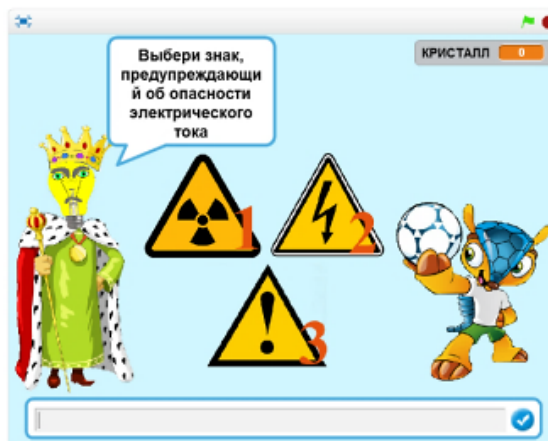 КРИСТАЛЛ 0
Выбери знак,
предупреждающи
й об опасности
электрического
тока
1
2
3